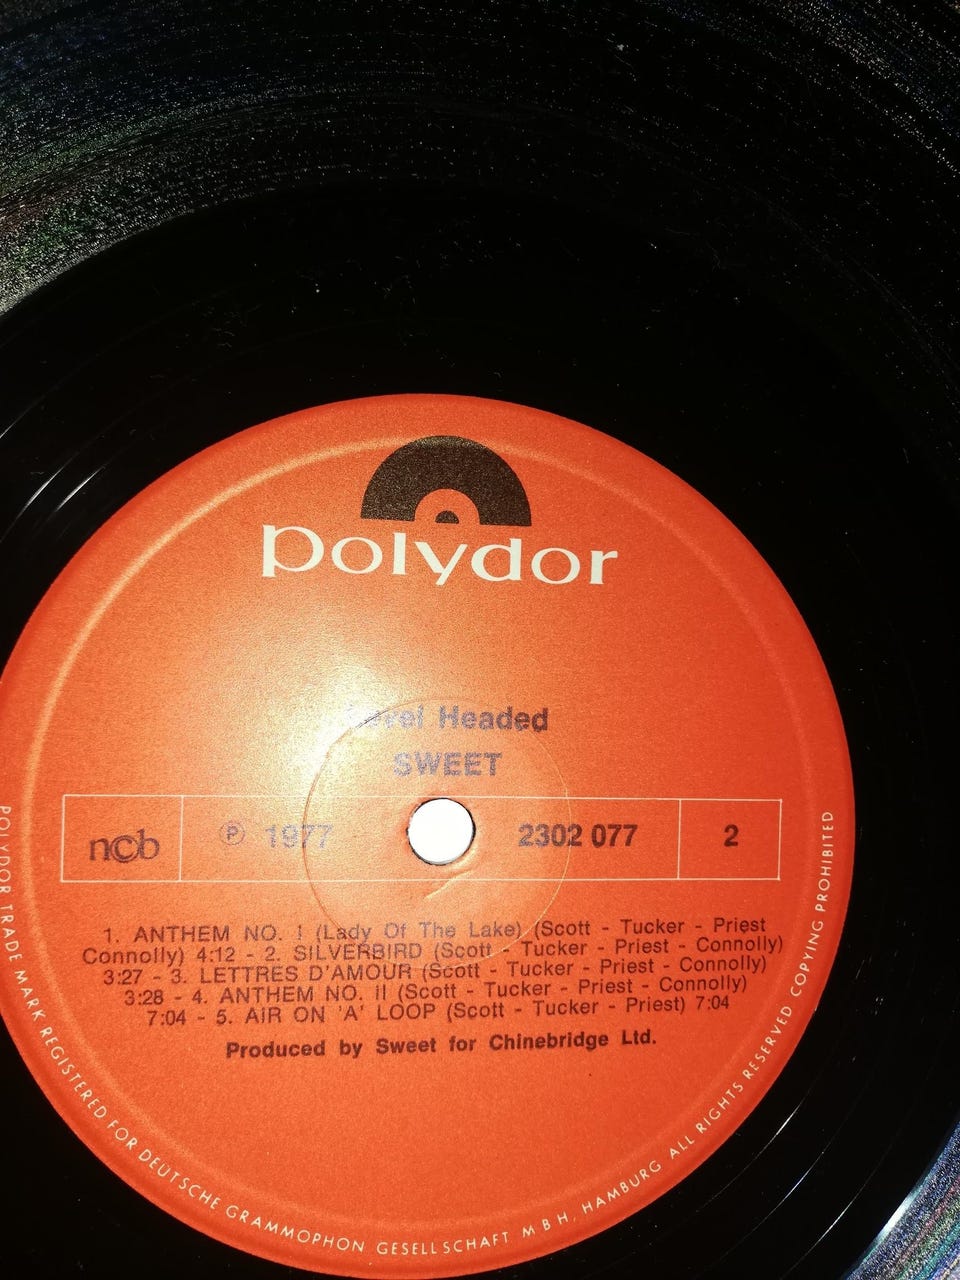 polydor
Level Headed
SWEET
ncb
℗ 1977
2302 077
2
1. ANTHEM NO. I (Lady Of The Lake) (Scott - Tucker - Priest
Connolly) 4:12 - 2. SILVERBIRD (Scott - Tucker - Priest - Connolly)
3:27 - 3. LETTRES D'AMOUR (Scott - Tucker - Priest - Connolly)
3:28 - 4. ANTHEM NO. II (Scott - Tucker - Priest - Connolly)
7:04 - 5. AIR ON 'A' LOOP (Scott - Tucker - Priest) 7:04
Produced by Sweet for Chinebridge Ltd.
POLYDOR TRADE MARK REGISTERED FOR DEUTSCHE GRAMMOPHON GESELLSCHAFT M B H, HAMBURG ALL RIGHTS RESERVED COPYING PROHIBITED